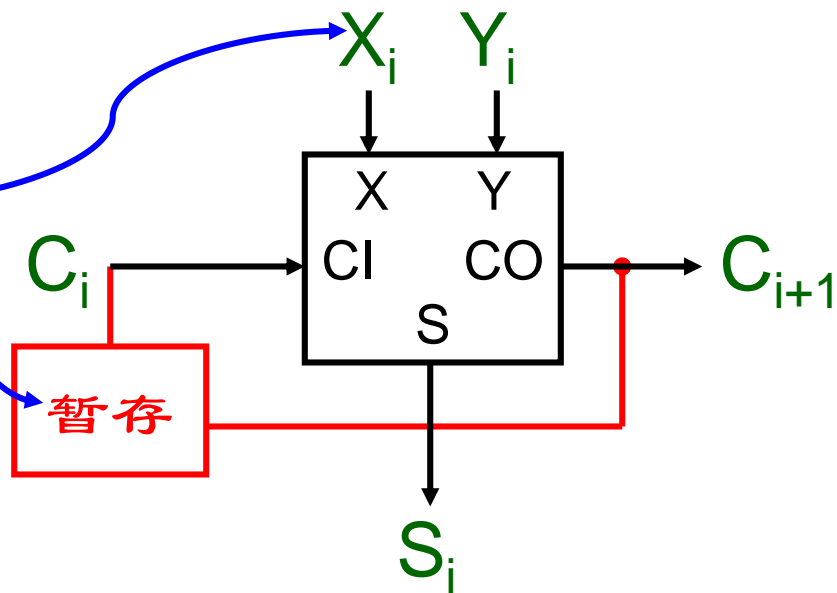 Xᵢ Yᵢ
X Y
Cᵢ CI CO Cᵢ₊₁
S
暂存
Sᵢ